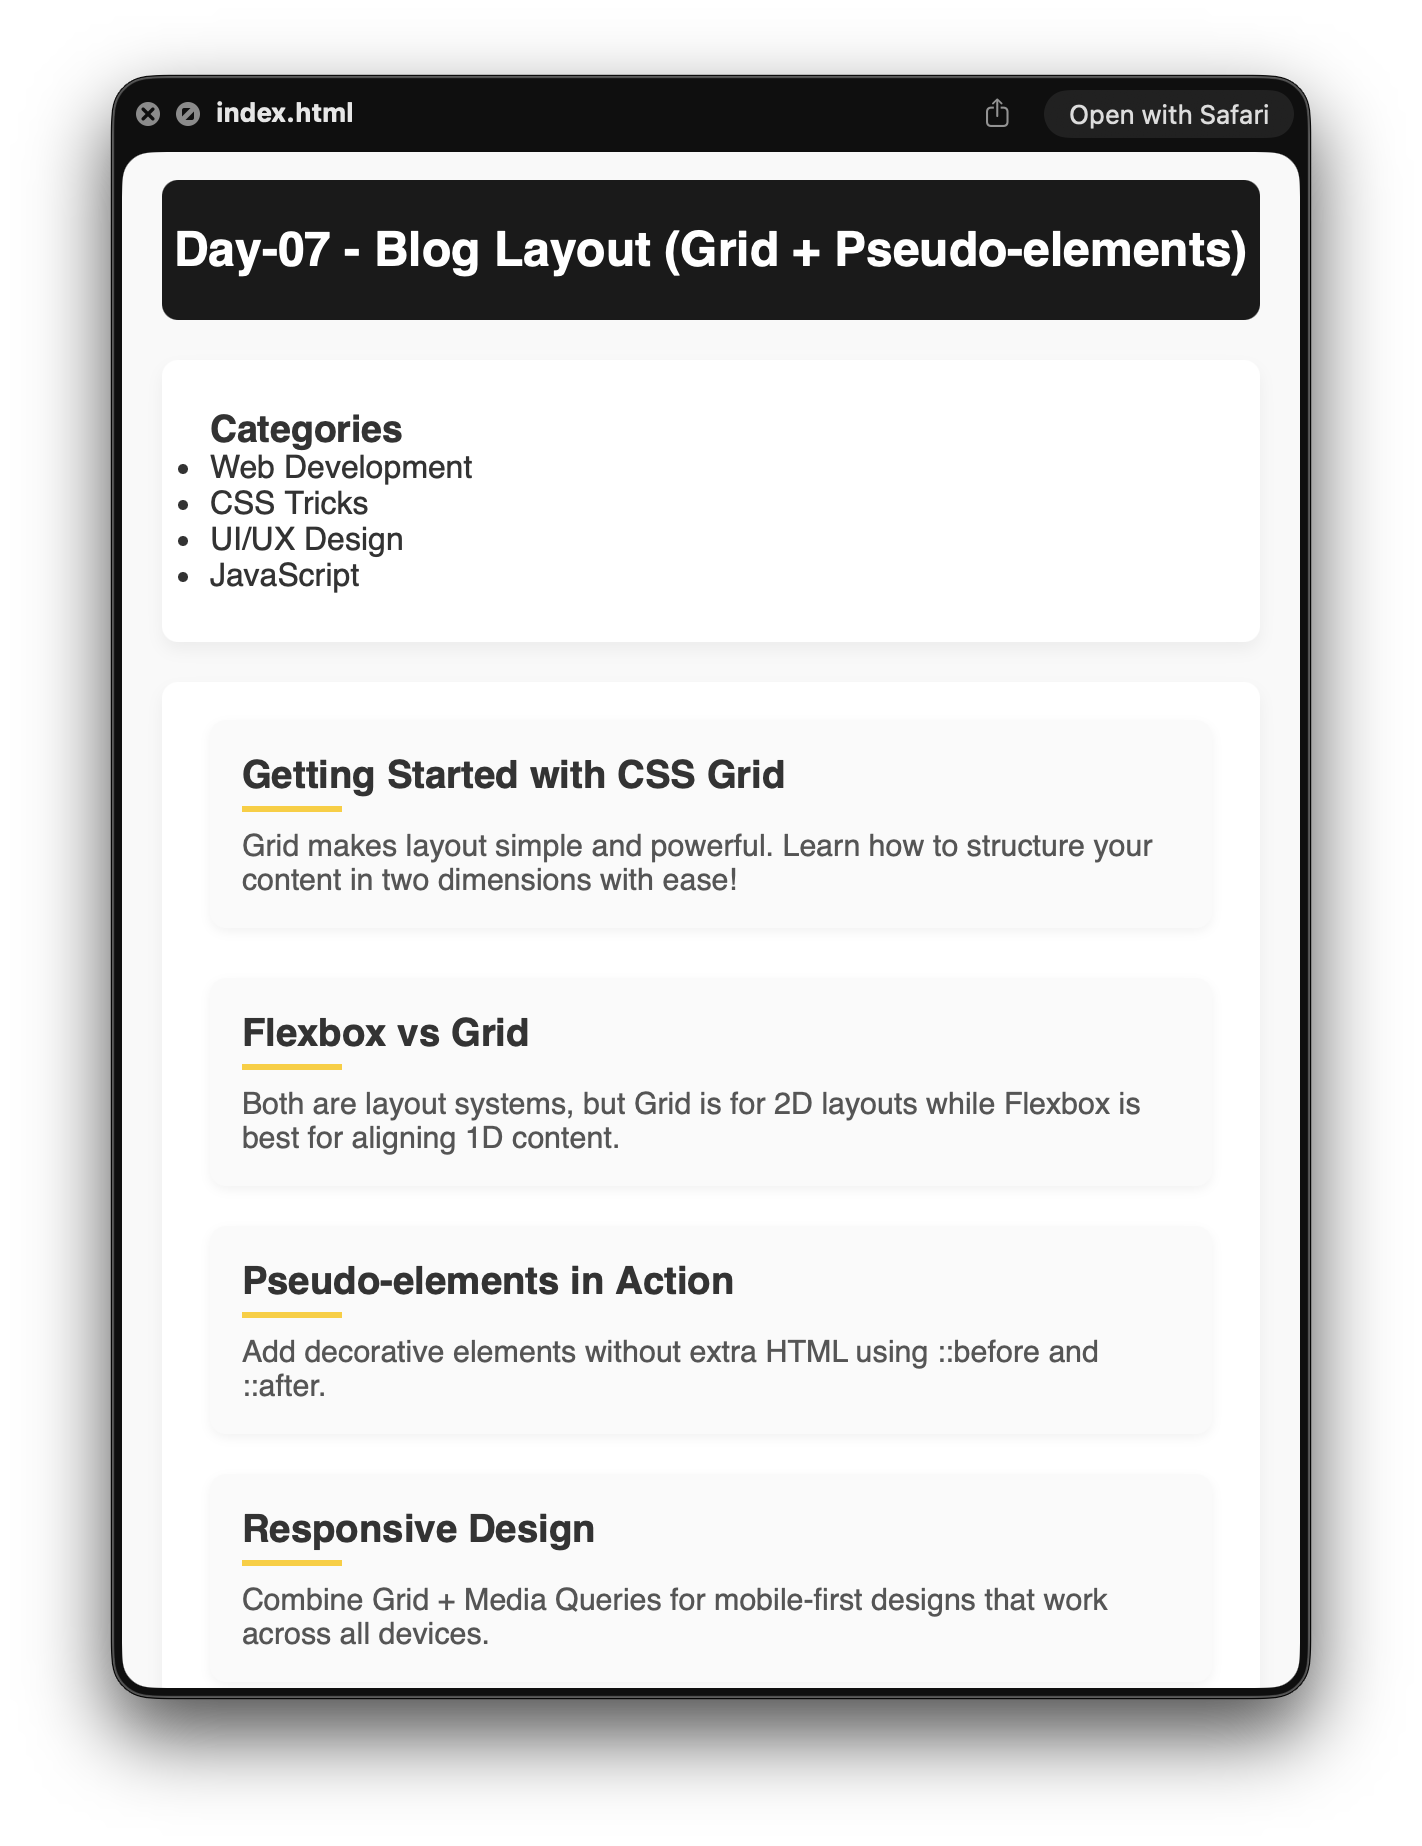 index.html
Open with Safari
Day-07 - Blog Layout (Grid + Pseudo-elements)
Categories
• Web Development
• CSS Tricks
• UI/UX Design
• JavaScript
Getting Started with CSS Grid
Grid makes layout simple and powerful. Learn how to structure your
content in two dimensions with ease!
Flexbox vs Grid
Both are layout systems, but Grid is for 2D layouts while Flexbox is
best for aligning 1D content.
Pseudo-elements in Action
Add decorative elements without extra HTML using ::before and
::after.
Responsive Design
Combine Grid + Media Queries for mobile-first designs that work
across all devices.